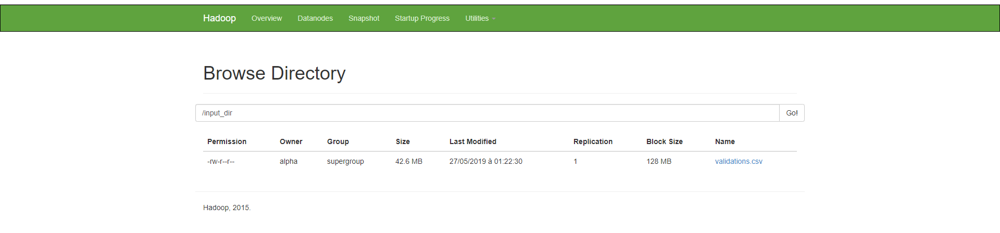 Hadoop Overview Datanodes Snapshot Startup Progress Utilities
Browse Directory
/input_dir Go!
Permission Owner Group Size Last Modified Replication Block Size Name
-rw-r--r-- alpha supergroup 42.6 MB 27/05/2019 à 01:22:30 1 128 MB validations.csv
Hadoop, 2015.